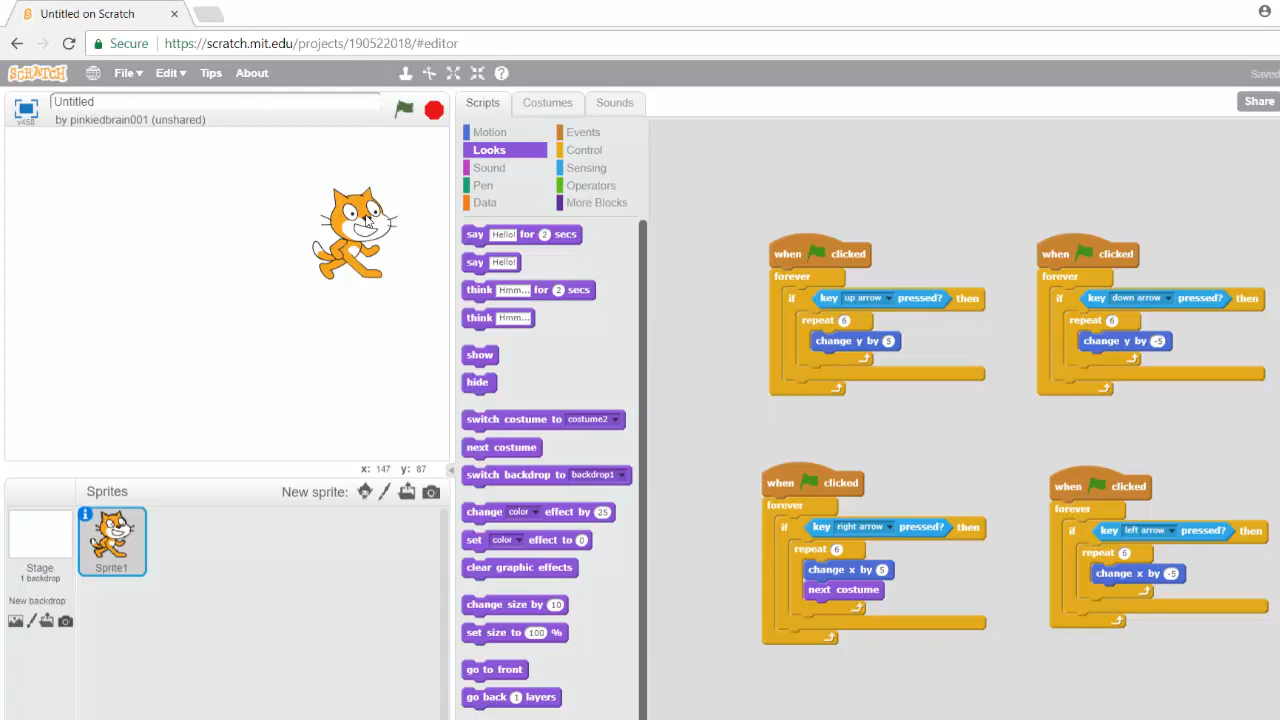 Untitled on Scratch
Secure https://scratch.mit.edu/projects/190522018/#editor
SCRATCH File Edit Tips About Saved
Untitled
by pinkiedbrain001 (unshared)
v458
Scripts Costumes Sounds
Share
Motion Events
Looks Control
Sound Sensing
Pen Operators
Data More Blocks
say Hello! for 2 secs
say Hello!
think Hmm... for 2 secs
think Hmm...
show
hide
switch costume to costume2
next costume
switch backdrop to backdrop1
change color effect by 25
set color effect to 0
clear graphic effects
change size by 10
set size to 100 %
go to front
go back 1 layers
when clicked
forever
if key up arrow pressed? then
repeat 6
change y by 5
when clicked
forever
if key down arrow pressed? then
repeat 6
change y by -5
when clicked
forever
if key right arrow pressed? then
repeat 6
change x by 5
next costume
when clicked
forever
if key left arrow pressed? then
repeat 6
change x by -5
x: 147 y: 87
Sprites New sprite:
Stage
1 backdrop
Sprite1
New backdrop: